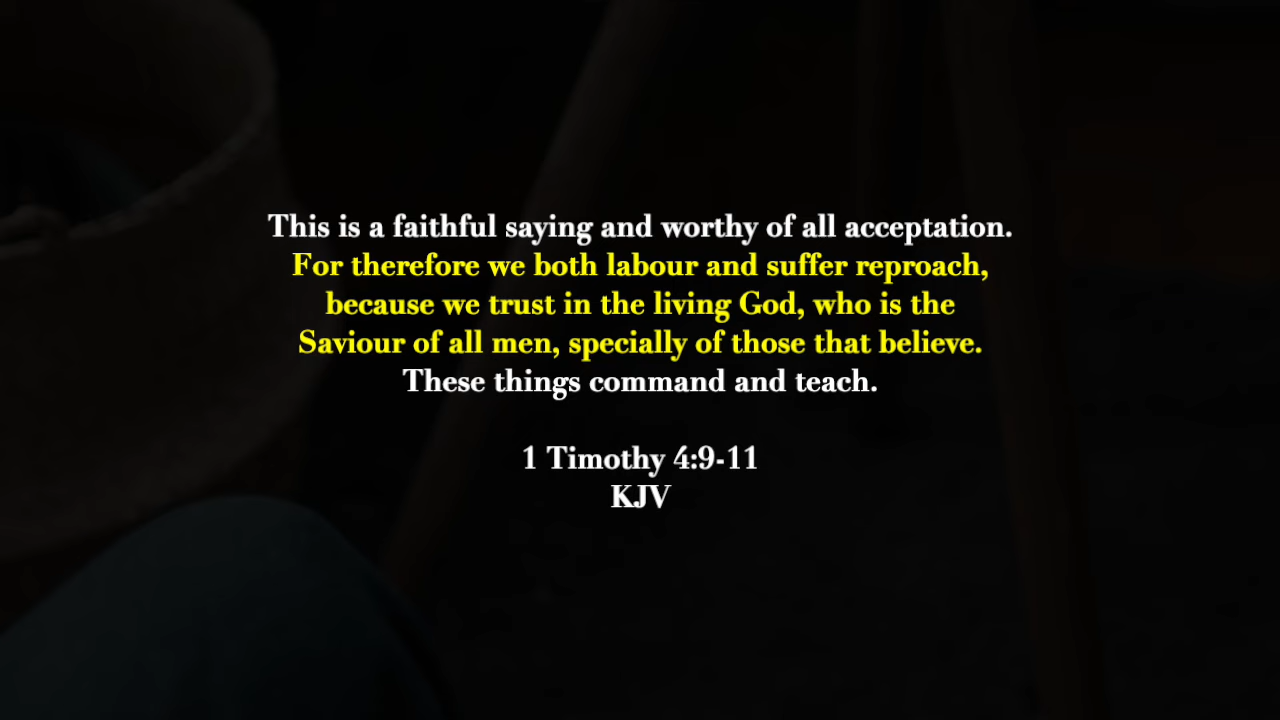 This is a faithful saying and worthy of all acceptation.
For therefore we both labour and suffer reproach,
because we trust in the living God, who is the
Saviour of all men, specially of those that believe.
These things command and teach.
1 Timothy 4:9-11
KJV